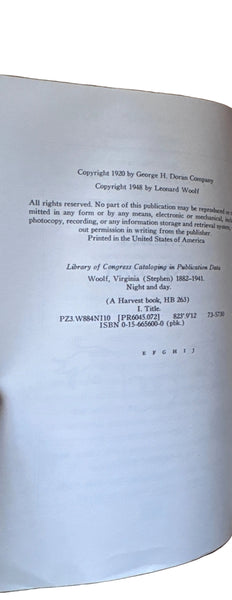 Copyright 1920 by George H. Doran Company
Copyright 1948 by Leonard Woolf
All rights reserved. No part of this publication may be reproduced or
mitted in any form or by any means, electronic or mechanical,
photocopy, recording, or any information storage and retrieval system,
out permission in writing from the publisher.
Printed in the United States of America
Library of Congress Cataloging in Publication Data
Woolf, Virginia (Stephen) 1882-1941.
Night and day.
(A Harvest book, HB 263)
I. Title.
PZ3.W884Ni10 [PR6045.072] 823'.9'12 73-5730
ISBN 0-15-665600-0 (pbk.)
E F G H I J